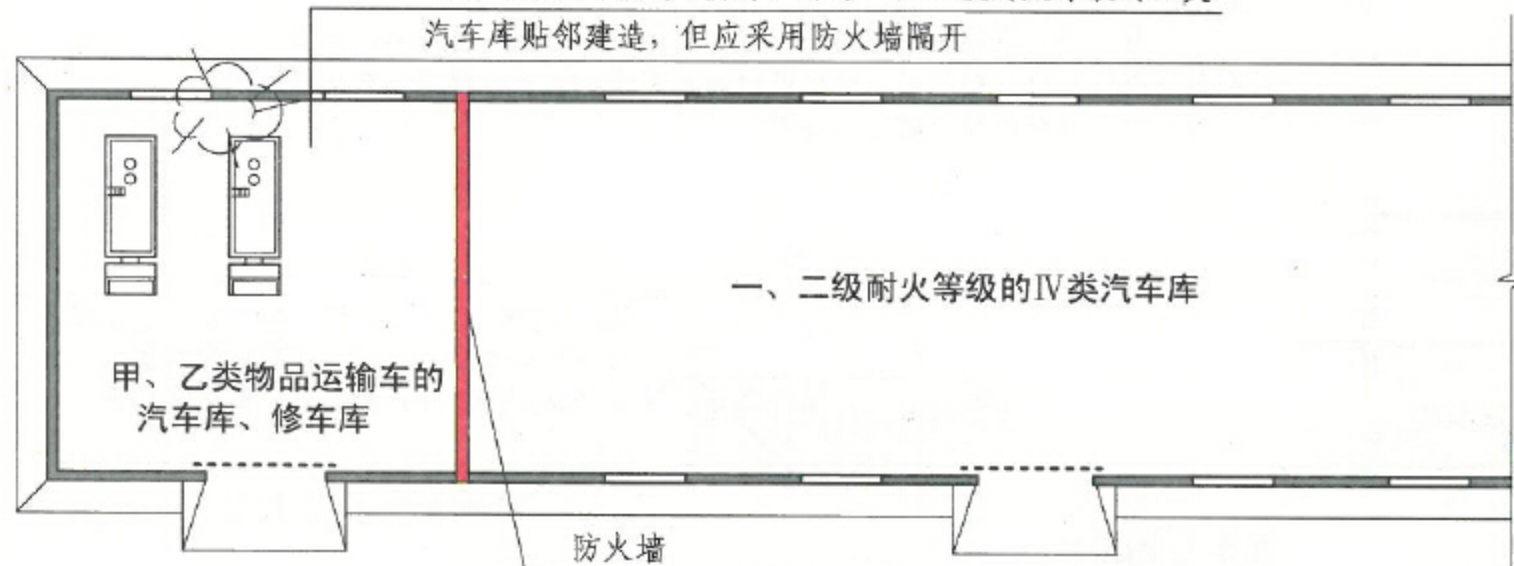 汽车库贴邻建造，但应采用防火墙隔开
一、二级耐火等级的Ⅳ类汽车库
甲、乙类物品运输车的
汽车库、修车库
防火墙